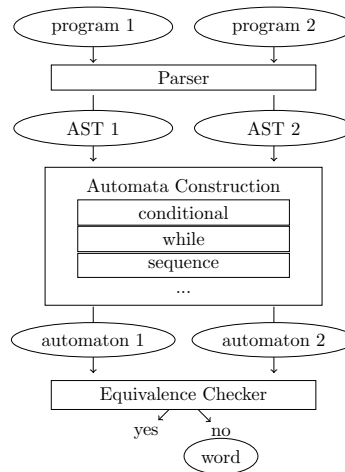 program 1 program 2
Parser
AST 1 AST 2
Automata Construction
conditional
while
sequence
...
automaton 1 automaton 2
Equivalence Checker
yes no
word